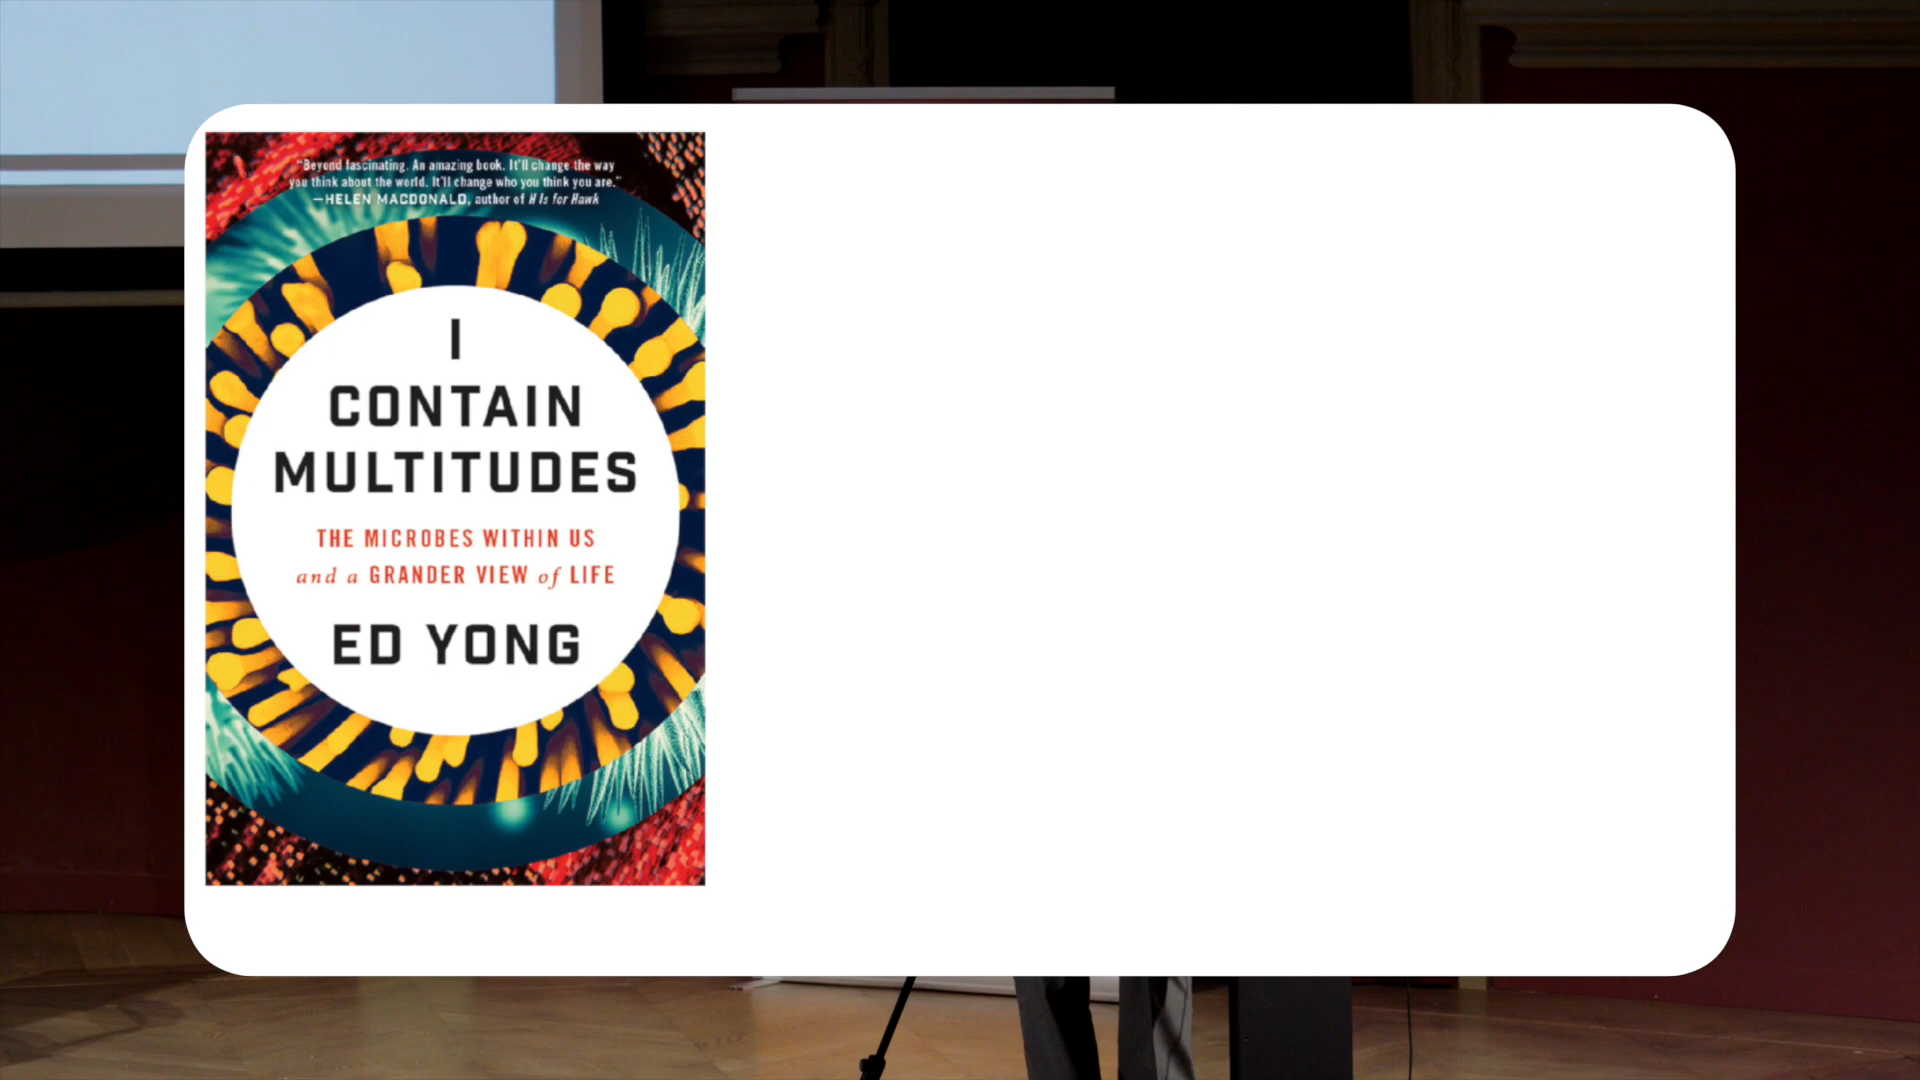 "Beyond fascinating. An amazing book. It'll change the way
you think about the world. It'll change who you think you are."
—HELEN MACDONALD, author of H Is for Hawk
I
CONTAIN
MULTITUDES
THE MICROBES WITHIN US
and a GRANDER VIEW of LIFE
ED YONG